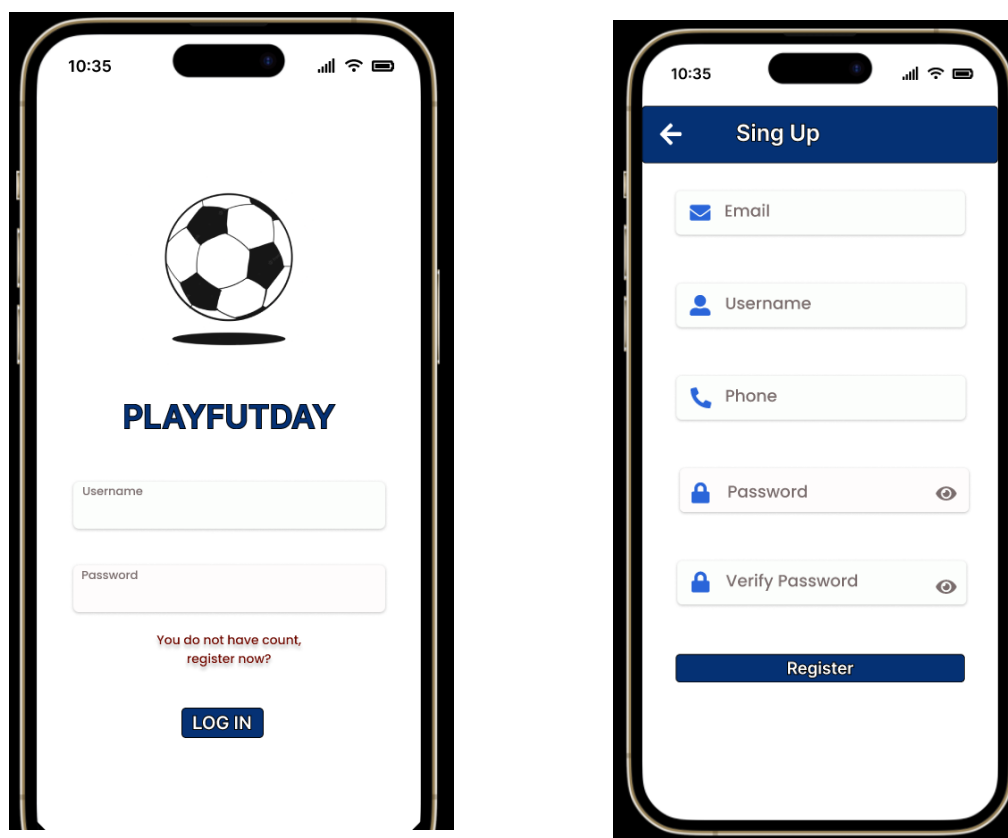 10:35
PLAYFUTDAY
Username
Password
You do not have count,
register now?
LOG IN
10:35
Sing Up
Email
Username
Phone
Password
Verify Password
Register